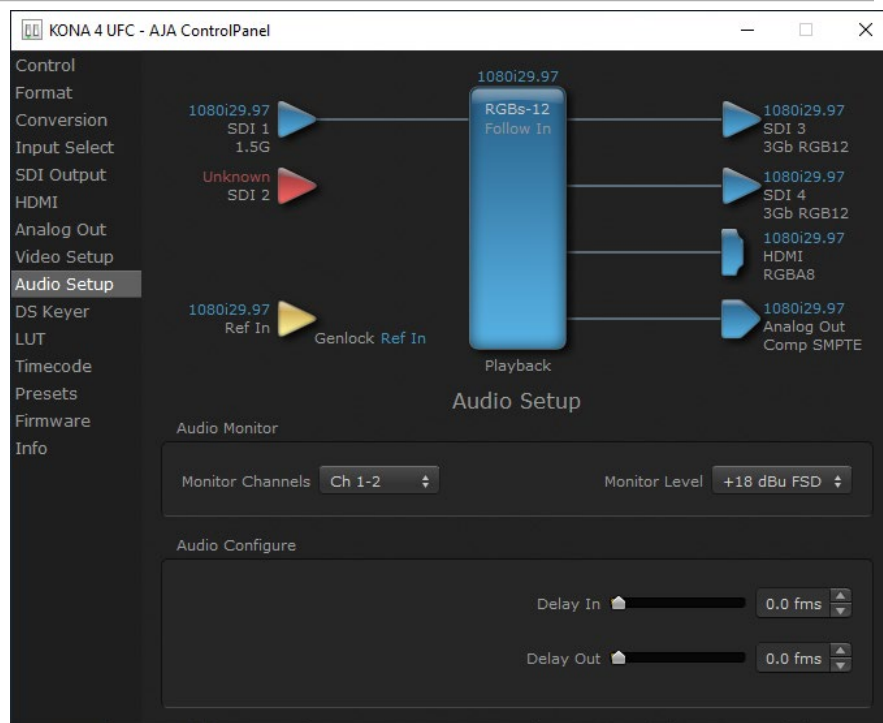 KONA 4 UFC - AJA ControlPanel
Control
Format
Conversion
Input Select
SDI Output
HDMI
Analog Out
Video Setup
Audio Setup
DS Keyer
LUT
Timecode
Presets
Firmware
Info
1080i29.97
SDI 1
1.5G
Unknown
SDI 2
1080i29.97
Ref In
Genlock Ref In
1080i29.97
RGBs-12
Follow In
Playback
1080i29.97
SDI 3
3Gb RGB12
1080i29.97
SDI 4
3Gb RGB12
1080i29.97
HDMI
RGBA8
1080i29.97
Analog Out
Comp SMPTE
Audio Setup
Audio Monitor
Monitor Channels Ch 1-2 Monitor Level +18 dBu FSD
Audio Configure
Delay In 0.0 fms
Delay Out 0.0 fms